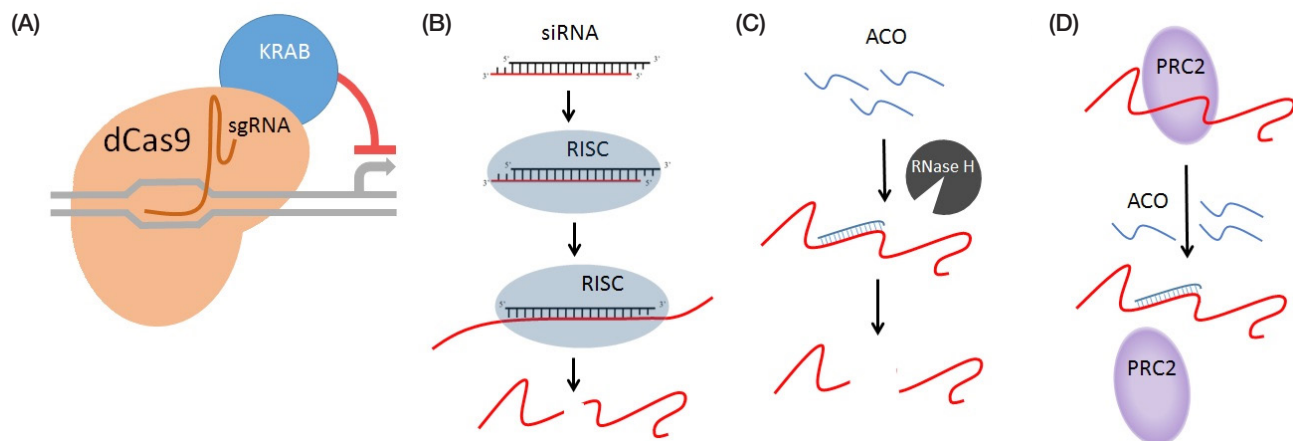 (A)
KRAB
dCas9
sgRNA
(B)
siRNA
5' 3'
3' 5'
RISC
5' 3'
3' 5'
RISC
5' 3'
(C)
ACO
RNase H
(D)
PRC2
ACO
PRC2